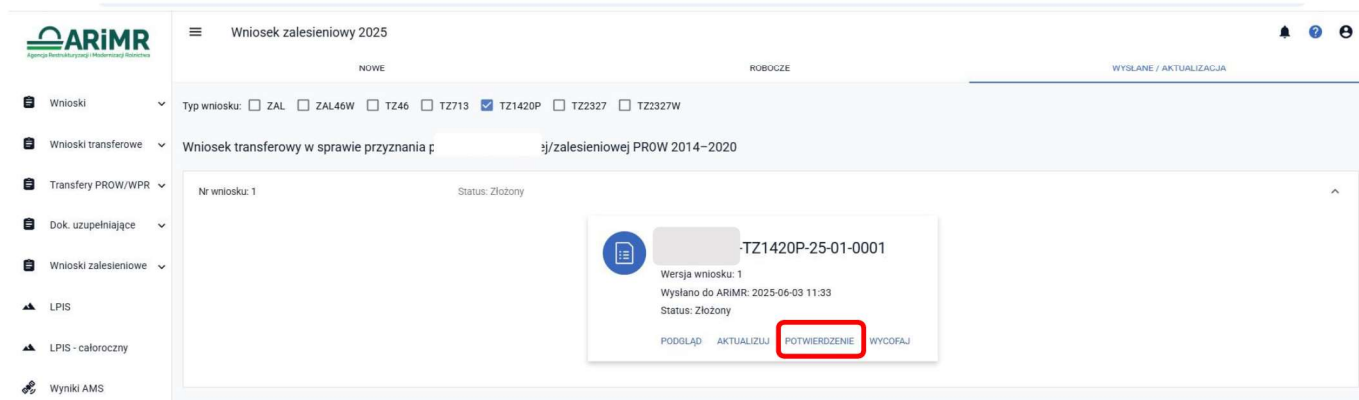 ARiMR
Agencja Restrukturyzacji i Modernizacji Rolnictwa
Wniosek zalesieniowy 2025
NOWE
ROBOCZE
WYSŁANE / AKTUALIZACJA
Wnioski
Wnioski transferowe
Transfery PROW/WPR
Dok. uzupełniające
Wnioski zalesieniowe
LPIS
LPIS - całoroczny
Wyniki AMS
Typ wniosku: ZAL ZAL46W TZ46 TZ713 TZ1420P TZ2327 TZ2327W
Wniosek transferowy w sprawie przyznania p ej/zalesieniowej PROW 2014–2020
Nr wniosku: 1 Status: Złożony
-TZ1420P-25-01-0001
Wersja wniosku: 1
Wysłano do ARiMR: 2025-06-03 11:33
Status: Złożony
PODGLĄD AKTUALIZUJ POTWIERDZENIE WYCOFAJ